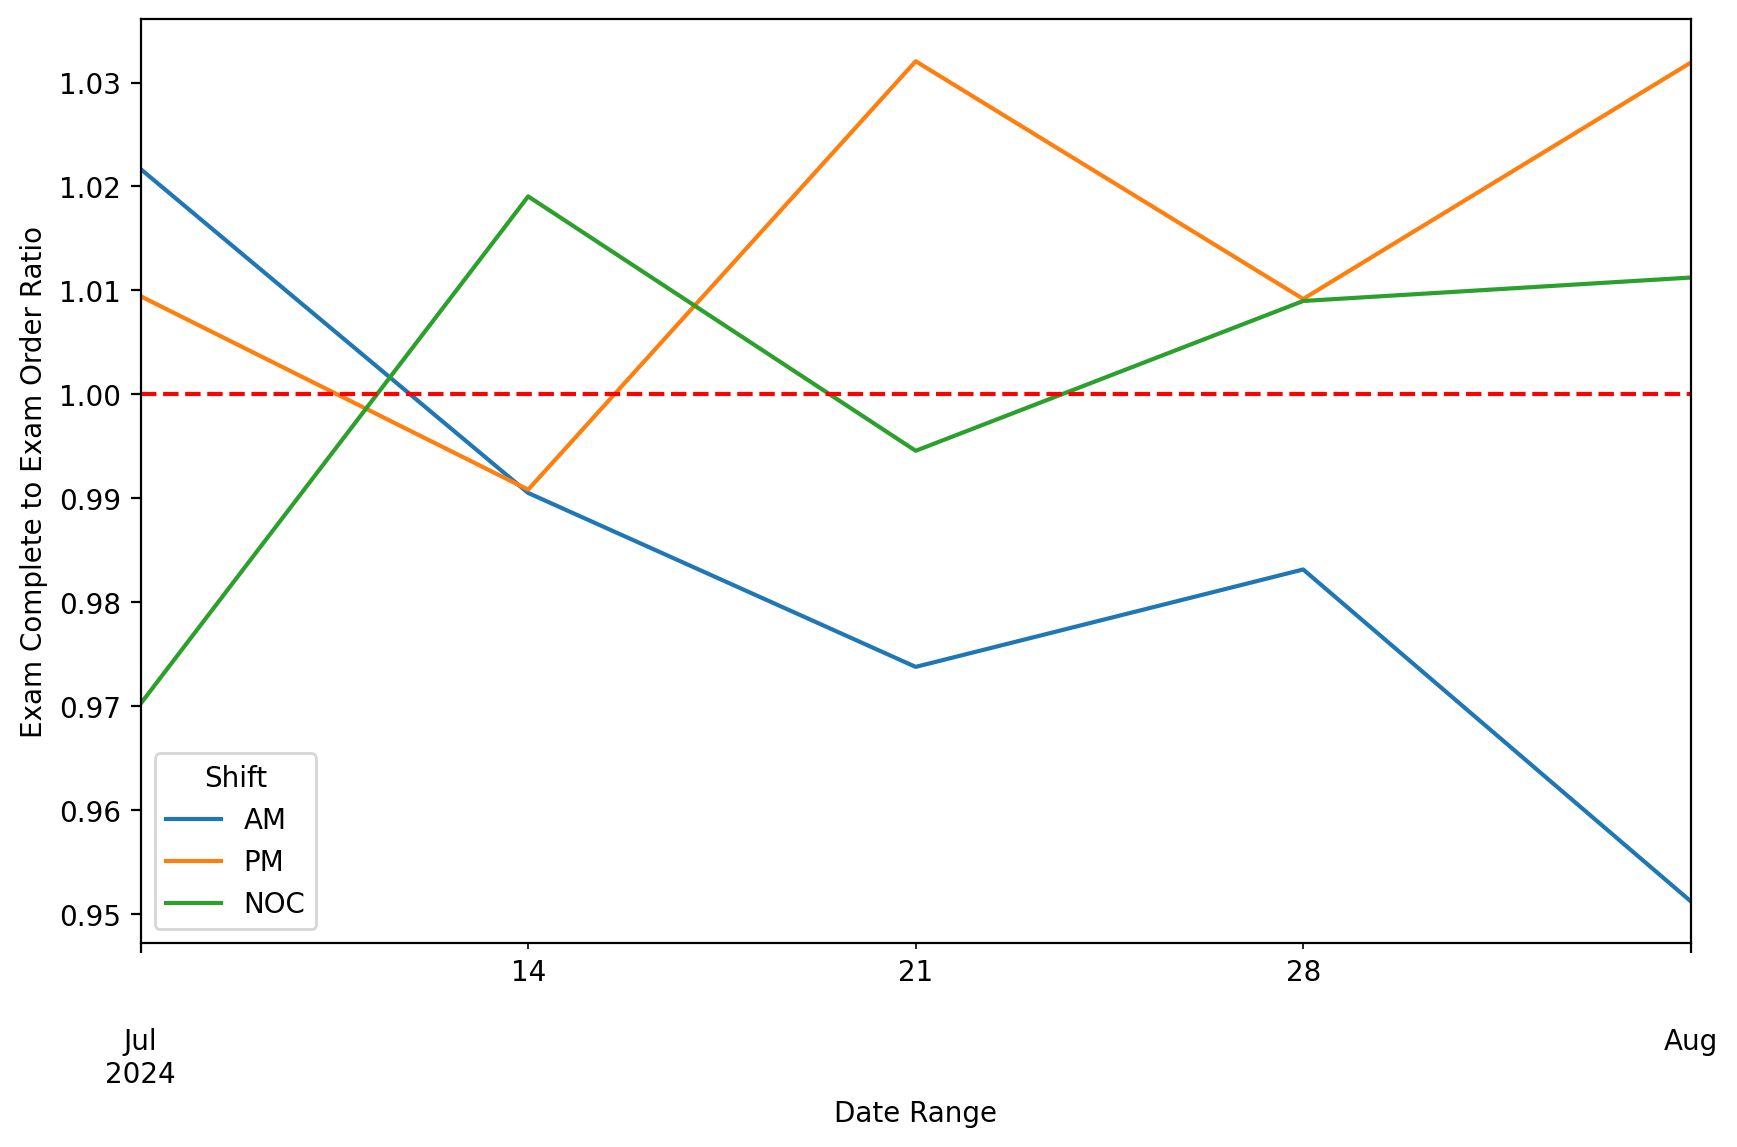 Exam Complete to Exam Order Ratio
1.03
1.02
1.01
1.00
0.99
0.98
0.97
0.96
0.95
Shift
AM
PM
NOC
14
21
28
Jul
2024
Aug
Date Range